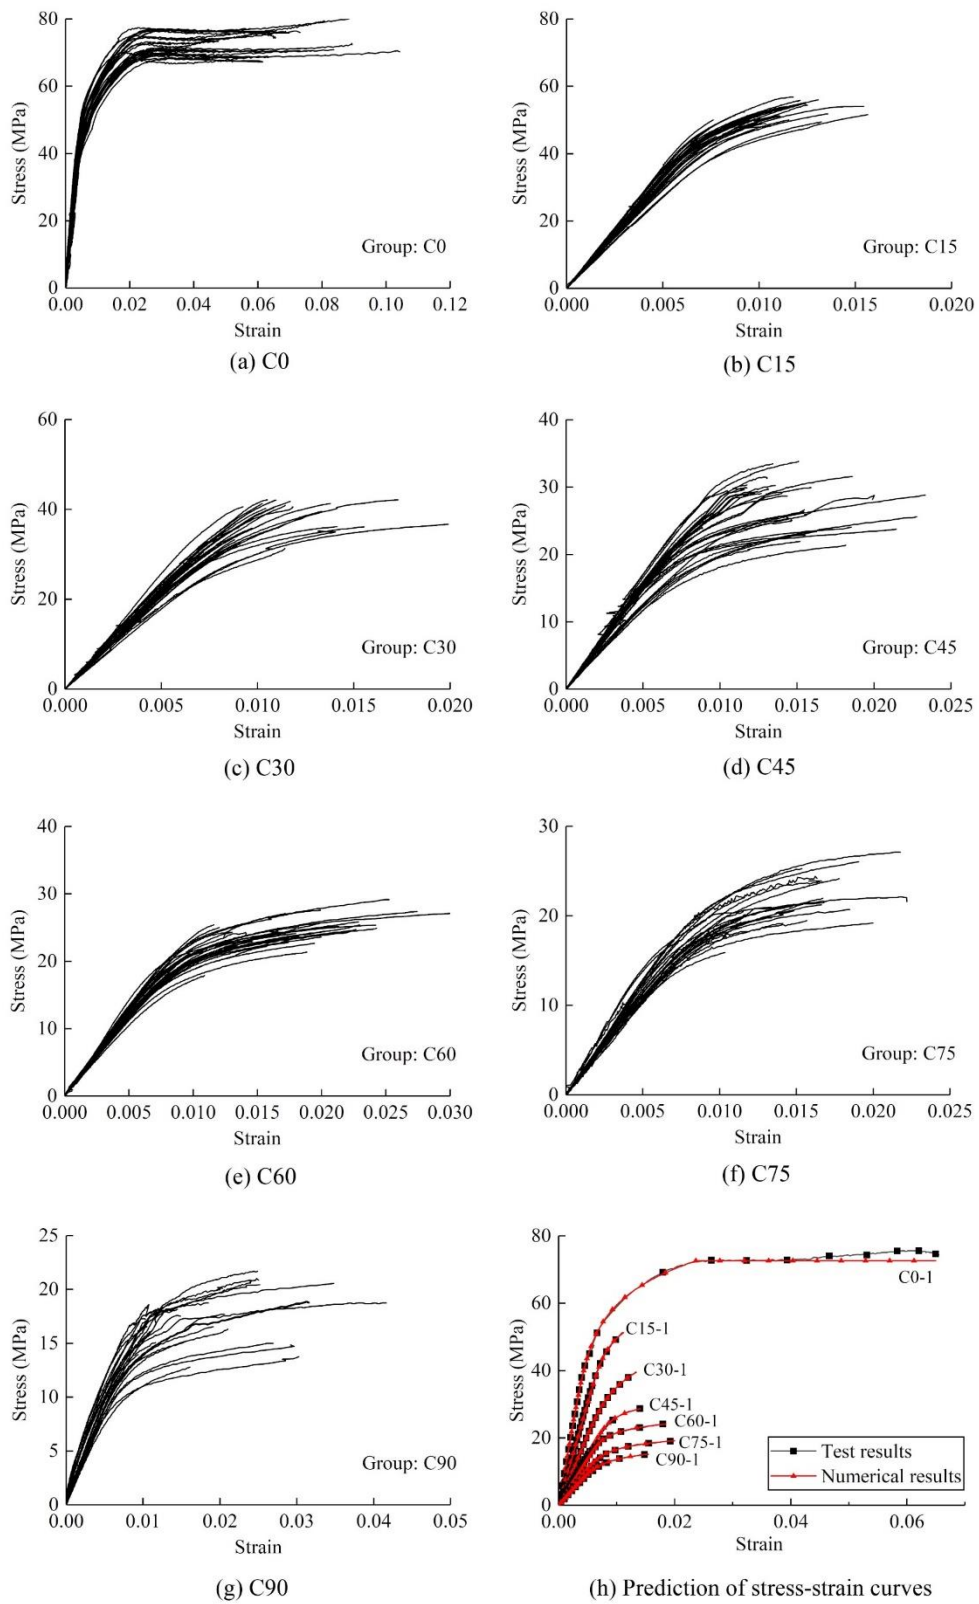 80
60
40
20
0
Stress (MPa)
Group: C0
0.00 0.02 0.04 0.06 0.08 0.10 0.12
Strain
(a) C0
80
60
40
20
0
Stress (MPa)
Group: C15
0.000 0.005 0.010 0.015 0.020
Strain
(b) C15
60
40
20
0
Stress (MPa)
Group: C30
0.000 0.005 0.010 0.015 0.020
Strain
(c) C30
40
30
20
10
0
Stress (MPa)
Group: C45
0.000 0.005 0.010 0.015 0.020 0.025
Strain
(d) C45
40
30
20
10
0
Stress (MPa)
Group: C60
0.000 0.005 0.010 0.015 0.020 0.025 0.030
Strain
(e) C60
30
20
10
0
Stress (MPa)
Group: C75
0.000 0.005 0.010 0.015 0.020 0.025
Strain
(f) C75
25
20
15
10
5
0
Stress (MPa)
Group: C90
0.00 0.01 0.02 0.03 0.04 0.05
Strain
(g) C90
80
60
40
20
0
Stress (MPa)
C0-1
C15-1
C30-1
C45-1
C60-1
C75-1
C90-1
Test results
Numerical results
0.00 0.02 0.04 0.06
Strain
(h) Prediction of stress-strain curves